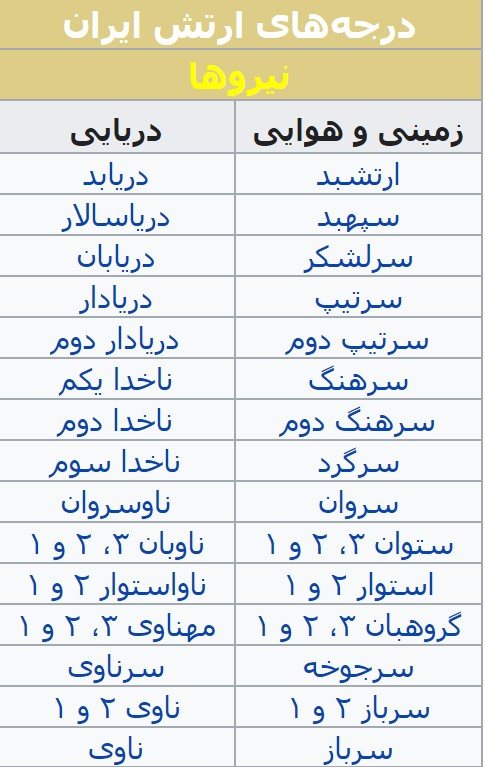 درجه‌های ارتش ایران
نیروها
زمینی و هوایی دریایی
ارتشبد دریابد
سپهبد دریاسالار
سرلشکر دریابان
سرتیپ دریادار
سرتیپ دوم دریادار دوم
سرهنگ ناخدا یکم
سرهنگ دوم ناخدا دوم
سرگرد ناخدا سوم
سروان ناوسروان
ستوان ۳، ۲ و ۱ ناوبان ۳، ۲ و ۱
استوار ۲ و ۱ ناواستوار ۲ و ۱
گروهبان ۳، ۲ و ۱ مهناوی ۳، ۲ و ۱
سرجوخه سرناوی
سرباز ۲ و ۱ ناوی ۲ و ۱
سرباز ناوی